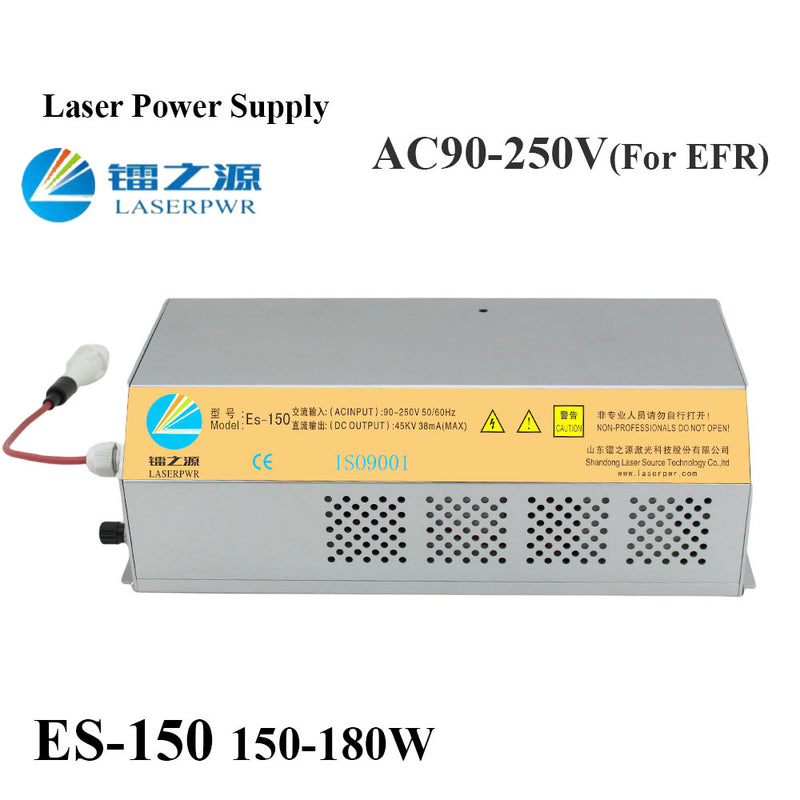 Laser Power Supply
AC90-250V(For EFR)
镭之源
LASERPWR
镭之源
LASERPWR
型 号:
Model:
Es-150
交流输入: ( ACINPUT ) :90-250V 50/60Hz
直流输出: ( DC OUTPUT ) :45KV 38mA(MAX)
CE
ISO9001
警告
CAUTION
非专业人员请勿自行打开!
NON-PROFESSIONALS DO NOT OPEN!
山东镭之源激光科技股份有限公司
Shandong Laser Source Technology Co.,ltd
www.laserpwr.com
ES-150 150-180W